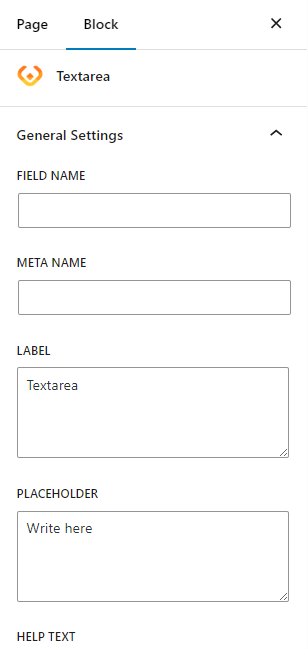 Page Block
Textarea
General Settings
FIELD NAME
META NAME
LABEL
Textarea
PLACEHOLDER
Write here
HELP TEXT